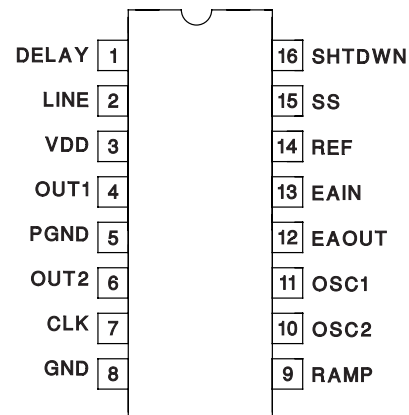 DELAY 1 16 SHTDWN
LINE 2 15 SS
VDD 3 14 REF
OUT1 4 13 EAIN
PGND 5 12 EAOUT
OUT2 6 11 OSC1
CLK 7 10 OSC2
GND 8 9 RAMP